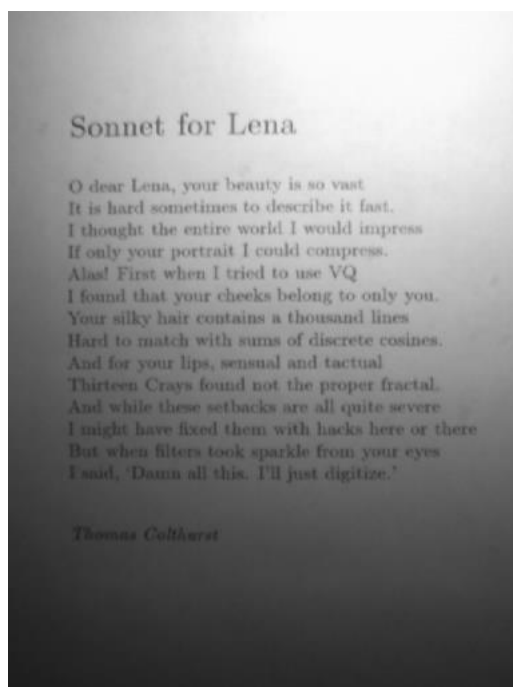 Sonnet for Lena
O dear Lena, your beauty is so vast
It is hard sometimes to describe it fast.
I thought the entire world I would impress
If only your portrait I could compress.
Alas! First when I tried to use VQ
I found that your cheeks belong to only you.
Your silky hair contains a thousand lines
Hard to match with sums of discrete cosines.
And for your lips, sensual and tactual
Thirteen Crays found not the proper fractal.
And while these setbacks are all quite severe
I might have fixed them with hacks here or there
But when filters took sparkle from your eyes
I said, 'Damn all this. I'll just digitize.'
Thomas Colthurst